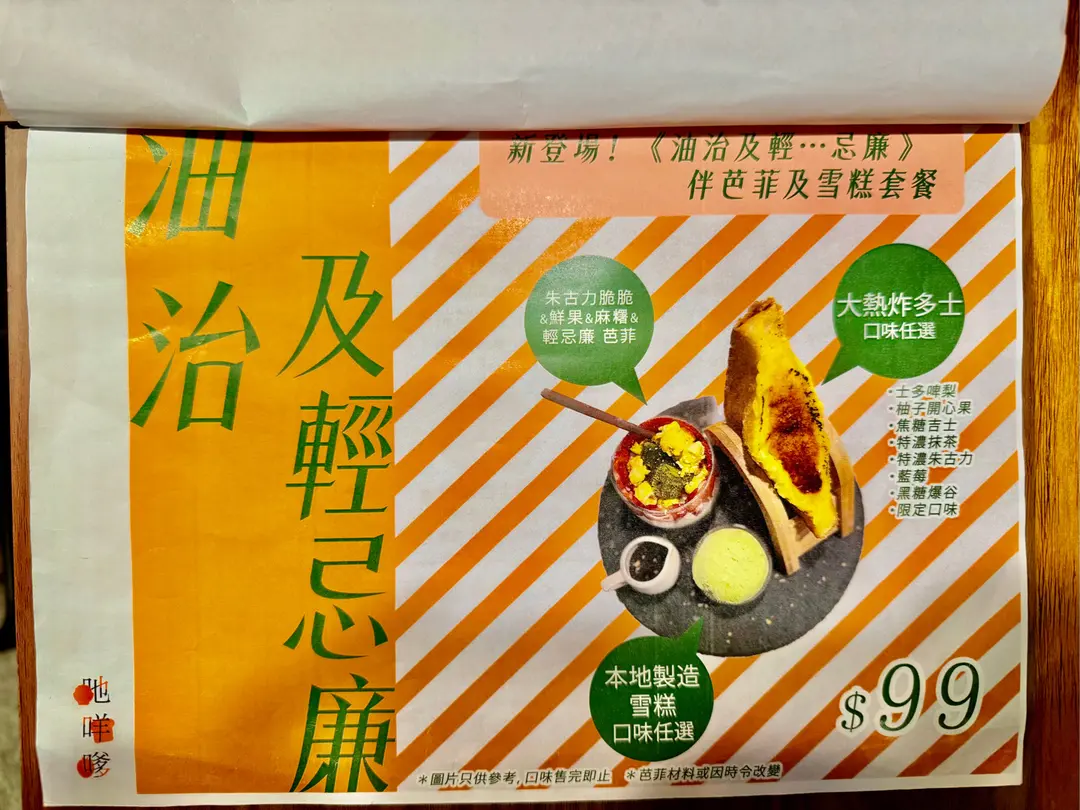 油治
及輕忌廉
吔
咩
嗲
新登場！《油治及輕…忌廉》
伴芭菲及雪糕套餐
朱古力脆脆
&鮮果&麻糬&
輕忌廉 芭菲
大熱炸多士
口味任選
·士多啤梨
·柚子開心果
·焦糖吉士
·特濃抹茶
·特濃朱古力
·藍莓
·黑糖爆谷
·限定口味
本地製造
雪糕
口味任選
$99
*圖片只供參考,口味售完即止 *芭菲材料或因時令改變